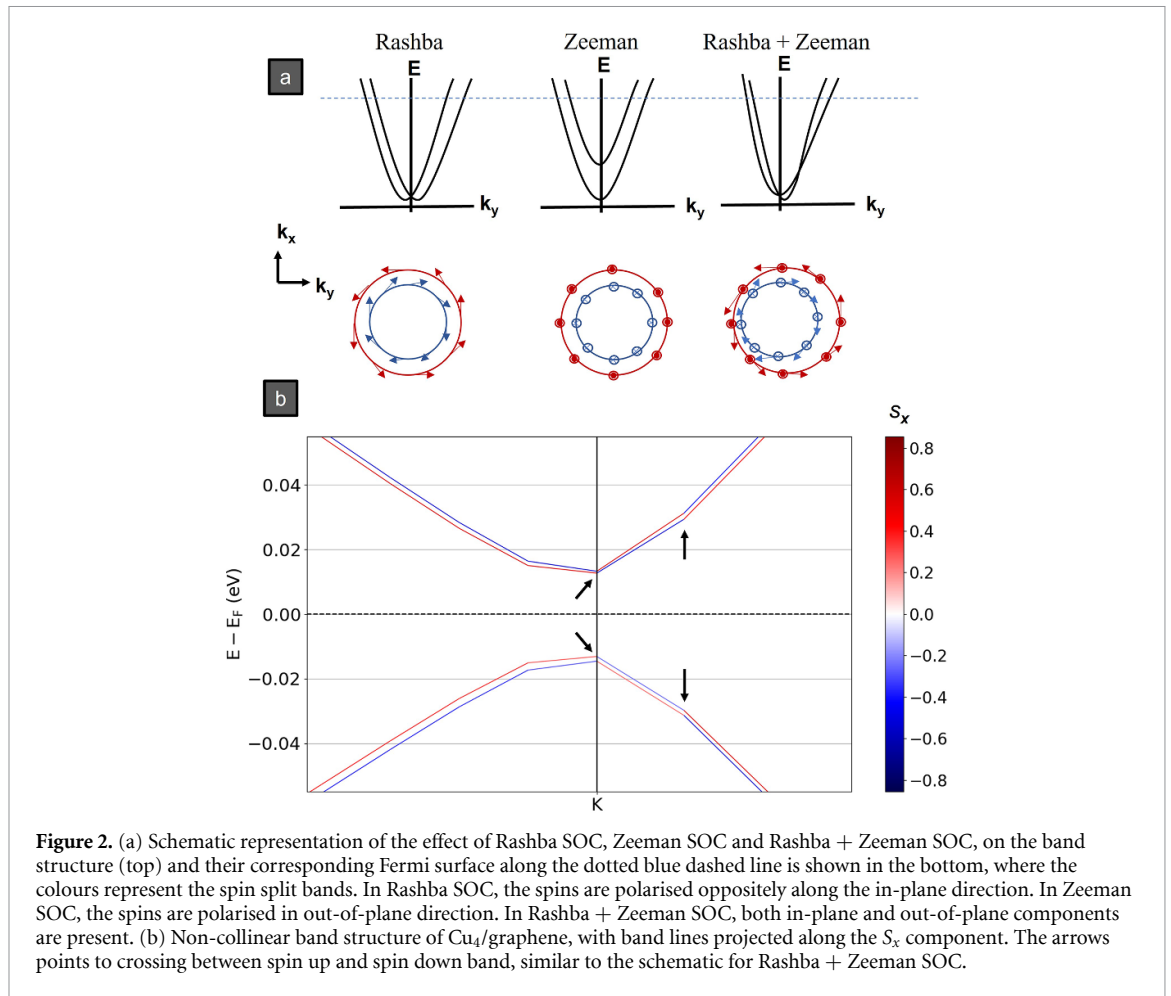 Rashba Zeeman Rashba + Zeeman
a E E E
k_y k_y k_y
k_x
k_y
b
S_x
0.8
0.04 0.6
0.4
0.02
E − E_F (eV) 0.2
0.00 0.0
−0.2
−0.02
−0.4
−0.04 −0.6
−0.8
K
Figure 2. (a) Schematic representation of the effect of Rashba SOC, Zeeman SOC and Rashba + Zeeman SOC, on the band
structure (top) and their corresponding Fermi surface along the dotted blue dashed line is shown in the bottom, where the
colours represent the spin split bands. In Rashba SOC, the spins are polarised oppositely along the in-plane direction. In Zeeman
SOC, the spins are polarised in out-of-plane direction. In Rashba + Zeeman SOC, both in-plane and out-of-plane components
are present. (b) Non-collinear band structure of Cu₄/graphene, with band lines projected along the S_x component. The arrows
points to crossing between spin up and spin down band, similar to the schematic for Rashba + Zeeman SOC.